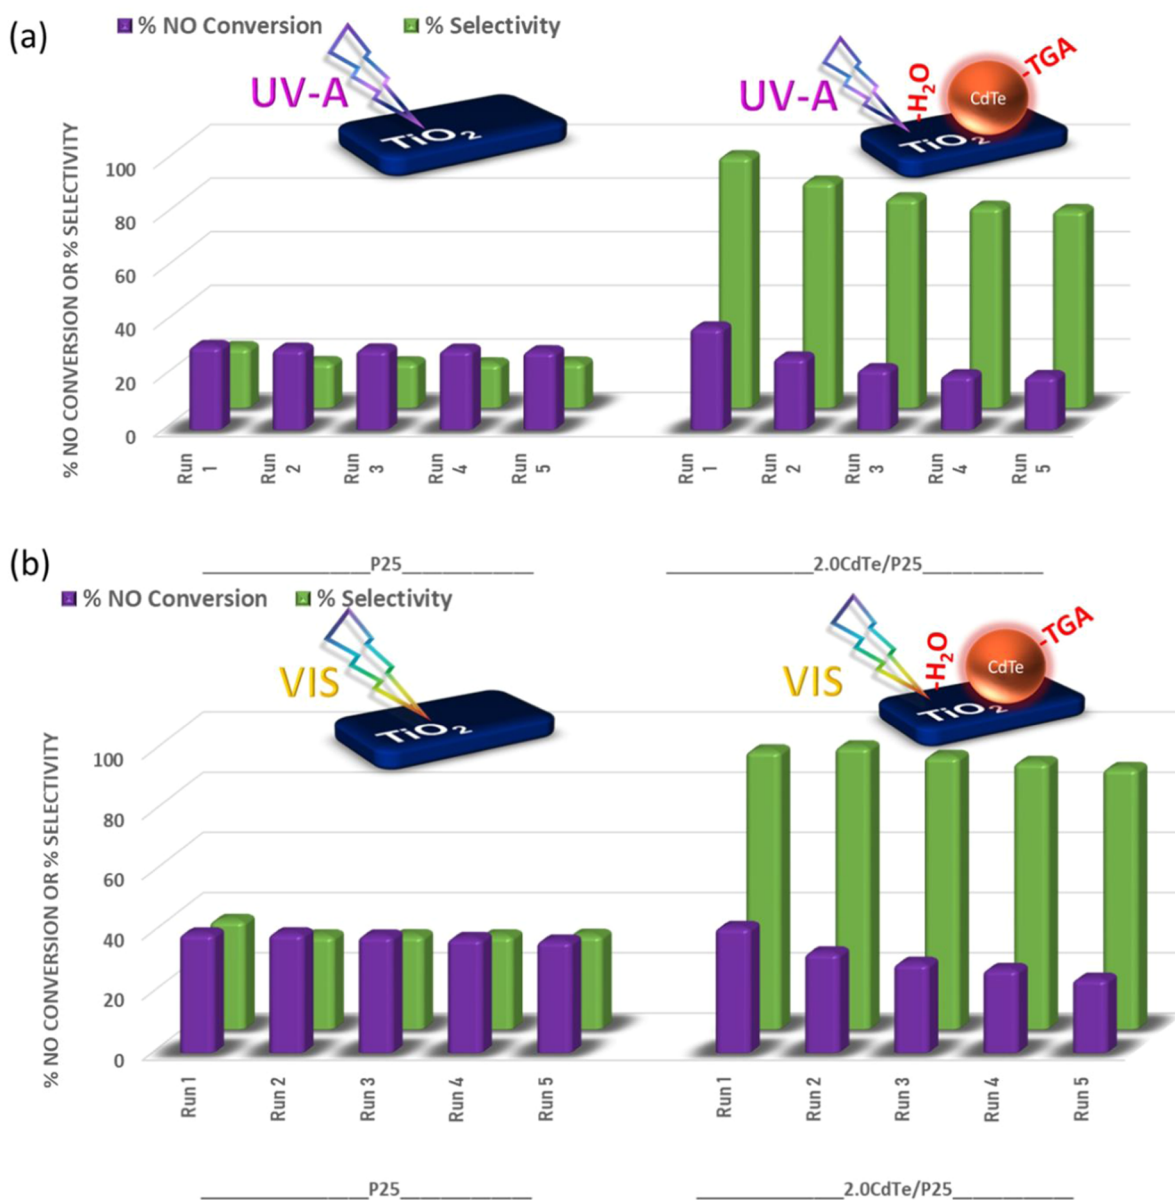 (a)
% NO Conversion % Selectivity
UV-A
TiO2
UV-A
-H2O
CdTe
-TGA
TiO2
% NO CONVERSION OR % SELECTIVITY
100
80
60
40
20
0
Run 1 Run 2 Run 3 Run 4 Run 5 Run 1 Run 2 Run 3 Run 4 Run 5
P25 2.0CdTe/P25
(b)
% NO Conversion % Selectivity
VIS
TiO2
VIS
-H2O
CdTe
-TGA
TiO2
% NO CONVERSION OR % SELECTIVITY
100
80
60
40
20
0
Run 1 Run 2 Run 3 Run 4 Run 5 Run 1 Run 2 Run 3 Run 4 Run 5
P25 2.0CdTe/P25